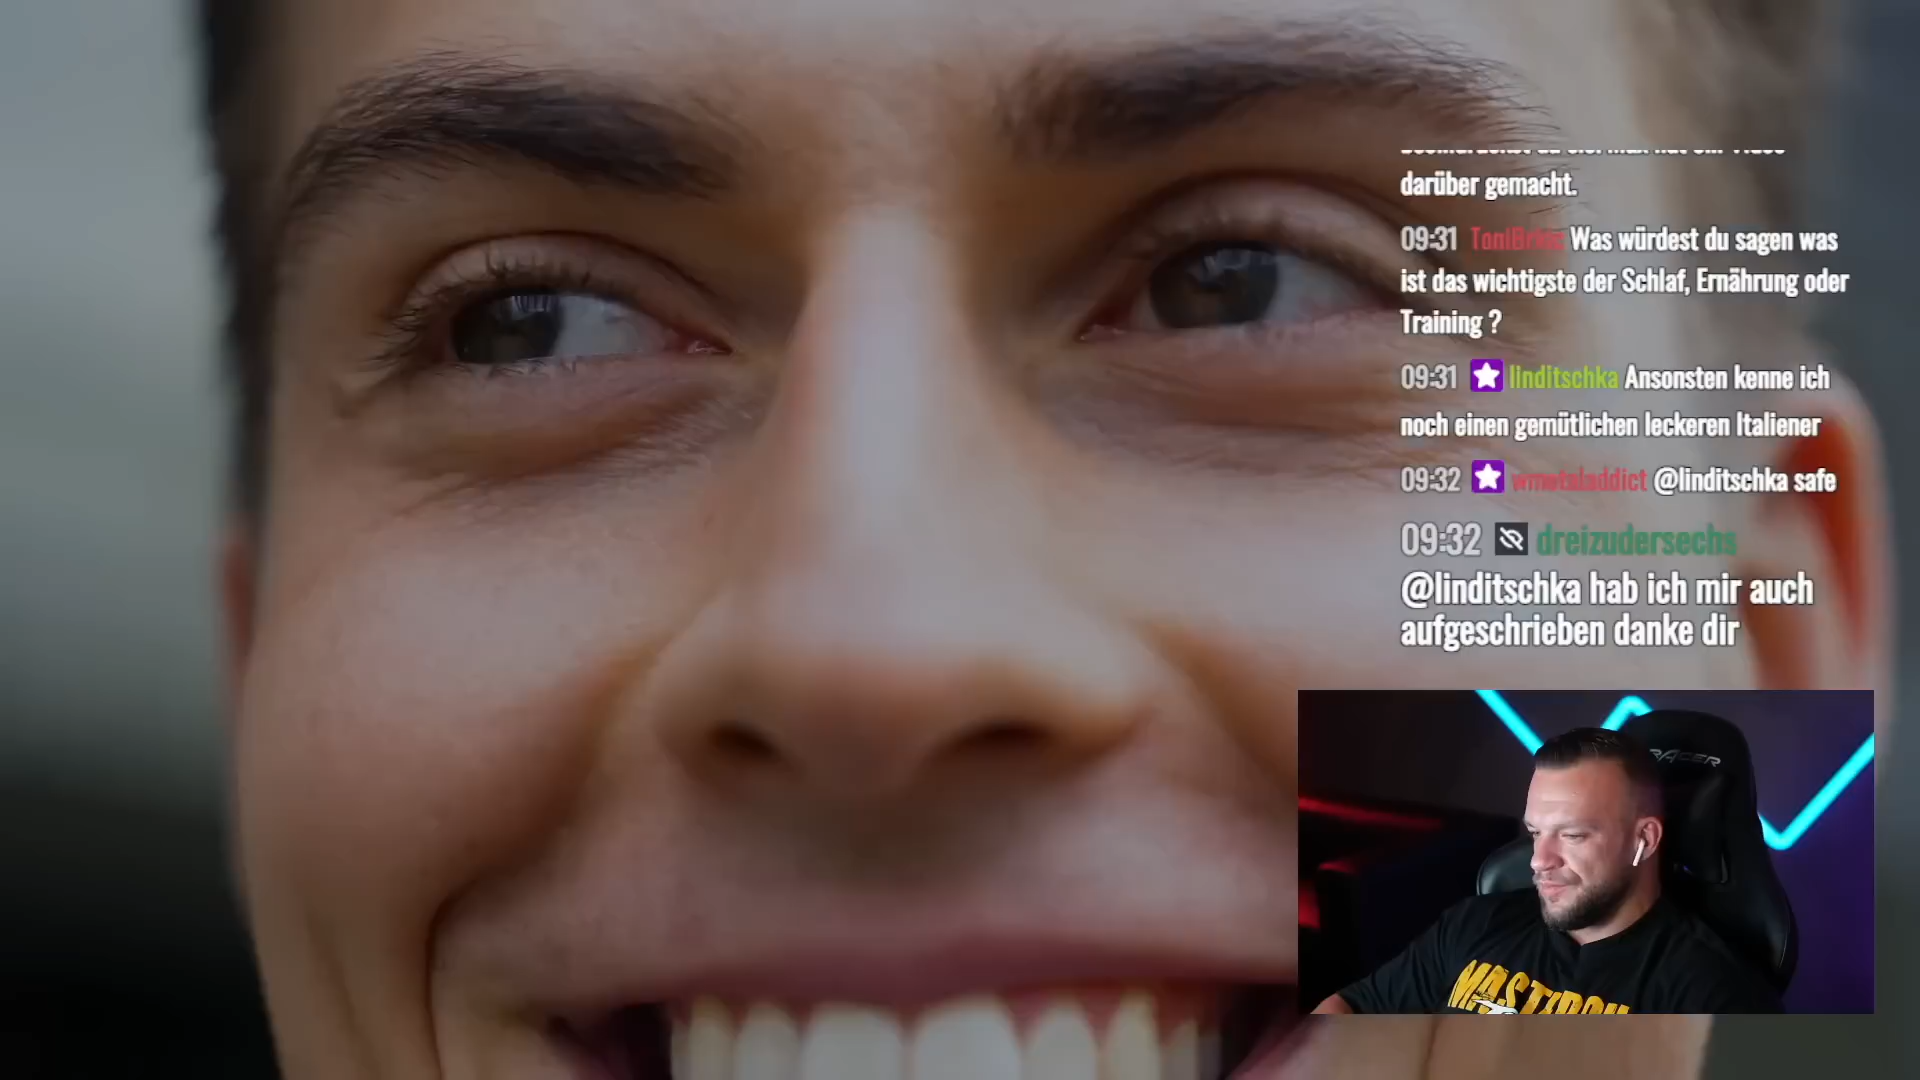 darüber gemacht.
09:31 Was würdest du sagen was
ist das wichtigste der Schlaf, Ernährung oder
Training ?
09:31 linditschka Ansonsten kenne ich
noch einen gemütlichen leckeren Italiener
09:32 wmetaladdict @linditschka safe
09:32 dreizudersechs
@linditschka hab ich mir auch
aufgeschrieben danke dir